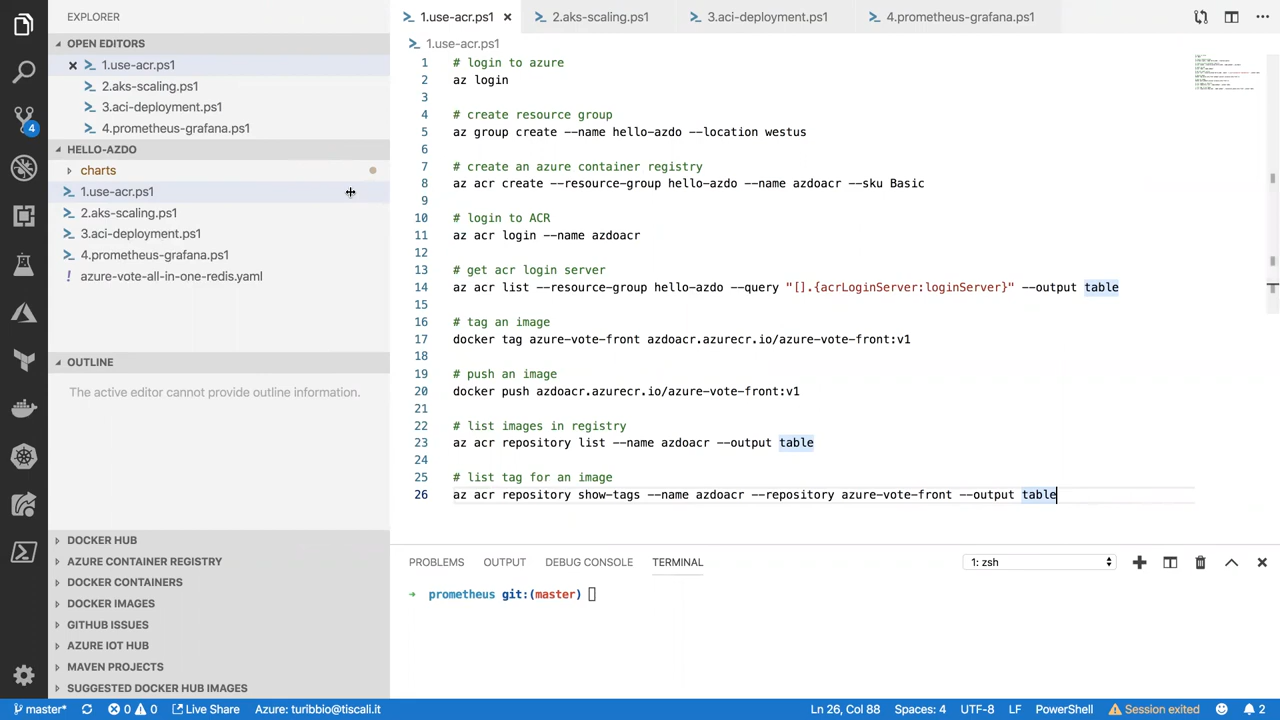 EXPLORER
OPEN EDITORS
1.use-acr.ps1
2.aks-scaling.ps1
3.aci-deployment.ps1
4.prometheus-grafana.ps1
HELLO-AZDO
charts
1.use-acr.ps1
2.aks-scaling.ps1
3.aci-deployment.ps1
4.prometheus-grafana.ps1
! azure-vote-all-in-one-redis.yaml
OUTLINE
The active editor cannot provide outline information.
DOCKER HUB
AZURE CONTAINER REGISTRY
DOCKER CONTAINERS
DOCKER IMAGES
GITHUB ISSUES
AZURE IOT HUB
MAVEN PROJECTS
SUGGESTED DOCKER HUB IMAGES
4
1.use-acr.ps1 2.aks-scaling.ps1 3.aci-deployment.ps1 4.prometheus-grafana.ps1
1.use-acr.ps1
1 # login to azure
2 az login
3
4 # create resource group
5 az group create --name hello-azdo --location westus
6
7 # create an azure container registry
8 az acr create --resource-group hello-azdo --name azdoacr --sku Basic
9
10 # login to ACR
11 az acr login --name azdoacr
12
13 # get acr login server
14 az acr list --resource-group hello-azdo --query "[].{acrLoginServer:loginServer}" --output table
15
16 # tag an image
17 docker tag azure-vote-front azdoacr.azurecr.io/azure-vote-front:v1
18
19 # push an image
20 docker push azdoacr.azurecr.io/azure-vote-front:v1
21
22 # list images in registry
23 az acr repository list --name azdoacr --output table
24
25 # list tag for an image
26 az acr repository show-tags --name azdoacr --repository azure-vote-front --output table
PROBLEMS OUTPUT DEBUG CONSOLE TERMINAL 1: zsh
→ prometheus git:(master)
master* 0 0 Live Share Azure: turibbio@tiscali.it Ln 26, Col 88 Spaces: 4 UTF-8 LF PowerShell Session exited 2